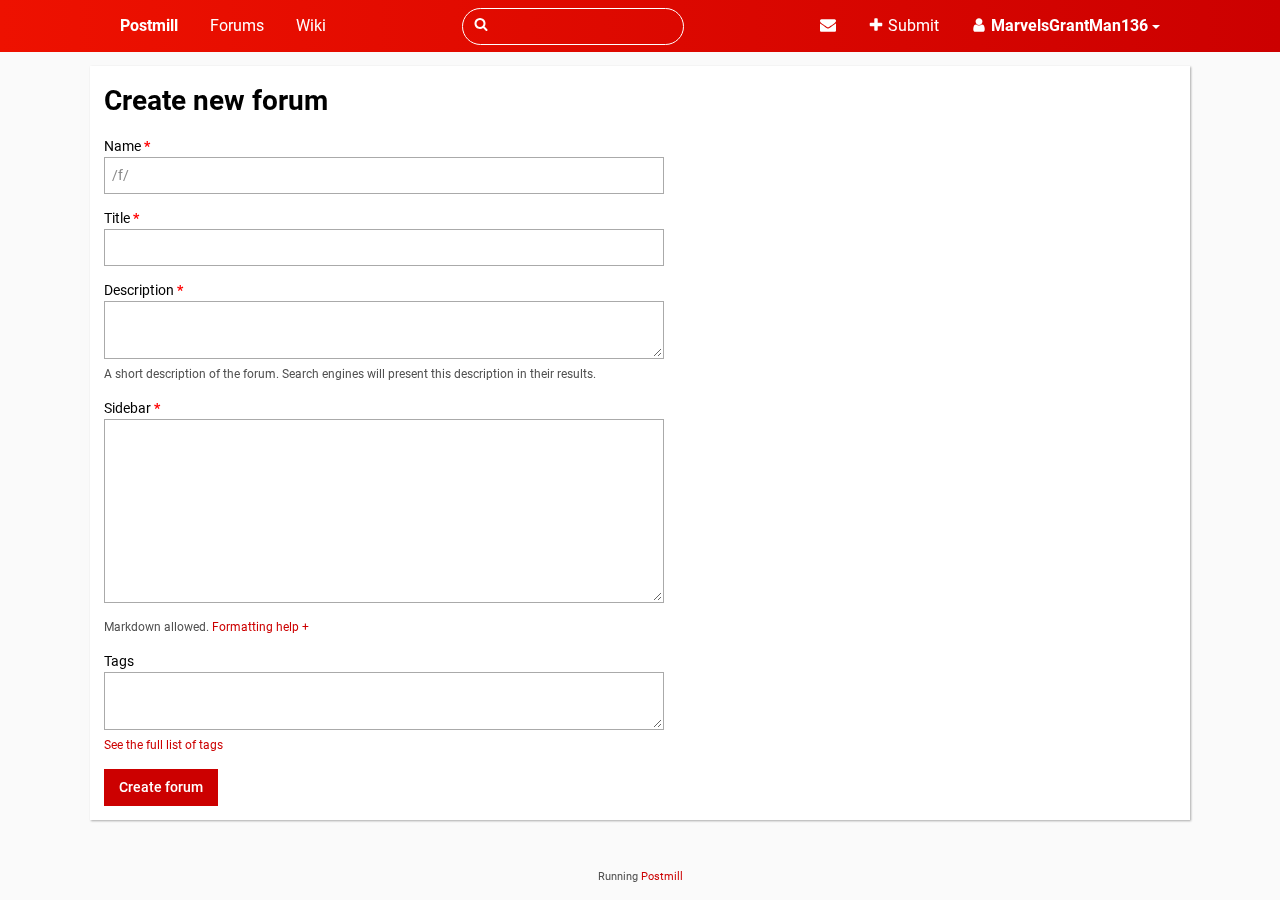 Postmill Forums Wiki Submit MarvelsGrantMan136
Create new forum
Name *
/f/
Title *
Description *
A short description of the forum. Search engines will present this description in their results.
Sidebar *
Markdown allowed. Formatting help +
Tags
See the full list of tags
Create forum
Running Postmill